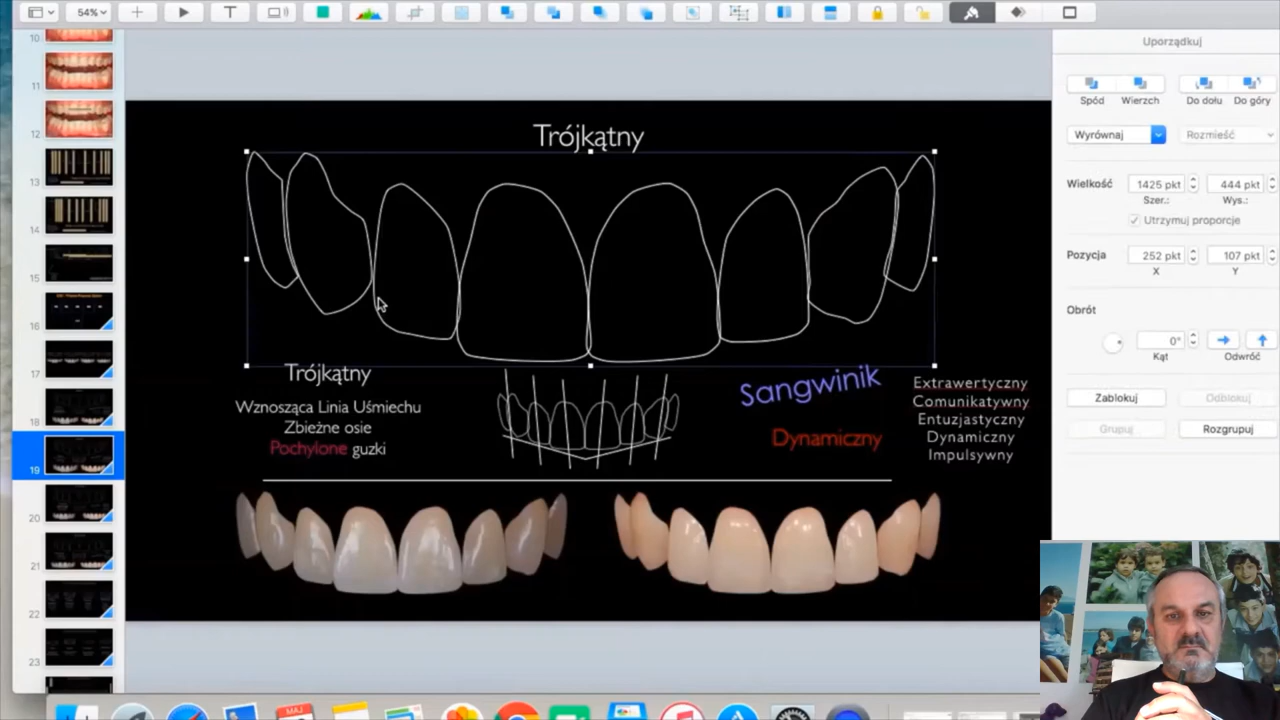 54%
Uporządkuj
10
11
12
13
14
15
16
17
18
19
20
21
22
23
Trójkątny
Trójkątny
Wznosząca Linia Uśmiechu
Zbieżne osie
Pochylone guzki
Sangwinik
Dynamiczny
Extrawertyczny
Comunikatywny
Entuzjastyczny
Dynamiczny
Impulsywny
Spód Wierzch Do dołu Do góry
Wyrównaj Rozmieść
Wielkość 1425 pkt 444 pkt
Szer.: Wys.:
Utrzymuj proporcje
Pozycja 252 pkt 107 pkt
X Y
Obrót
0°
Kąt Odwróć
Zablokuj Odblokuj
Grupuj Rozgrupuj
MAJ